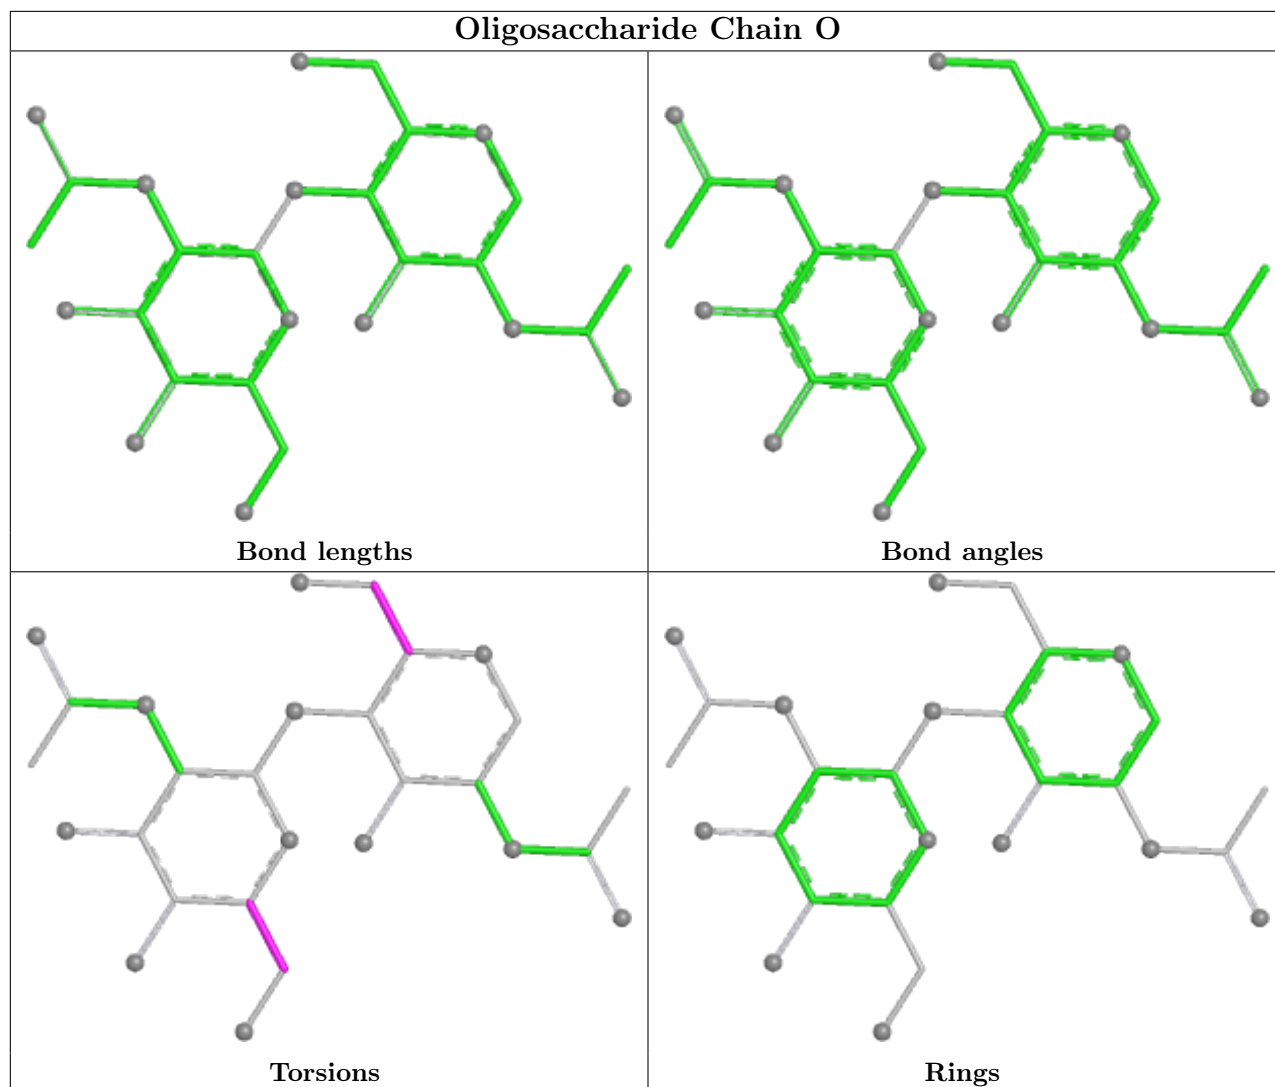 Oligosaccharide Chain O
Bond lengths
Bond angles
Torsions
Rings